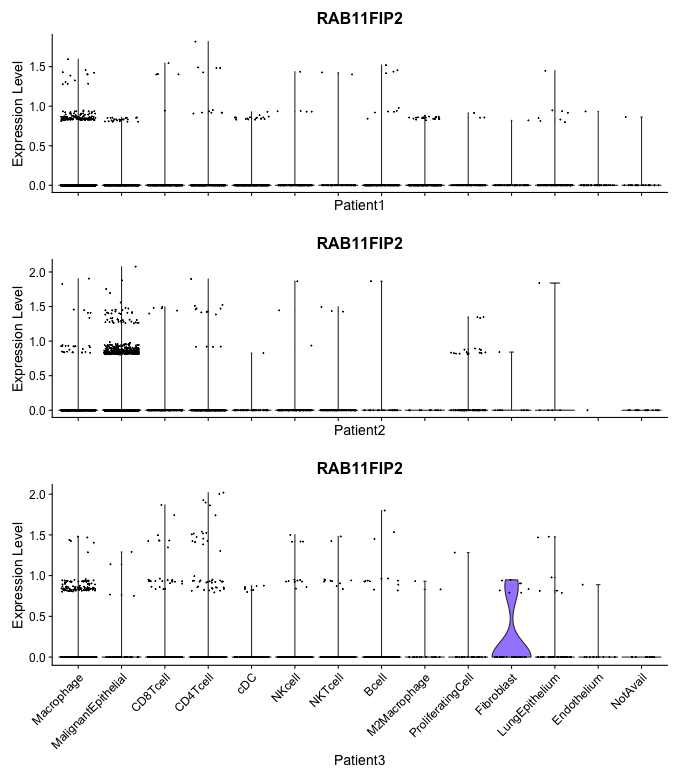 RAB11FIP2
Expression Level
1.5
1.0
0.5
0.0
Patient1
RAB11FIP2
Expression Level
2.0
1.5
1.0
0.5
0.0
Patient2
RAB11FIP2
Expression Level
2.0
1.5
1.0
0.5
0.0
Macrophage
MalignantEpithelial
CD8Tcell
CD4Tcell
cDC
NKcell
NKTcell
Bcell
M2Macrophage
ProliferatingCell
Fibroblast
LungEpithelium
Endothelium
NotAvail
Patient3